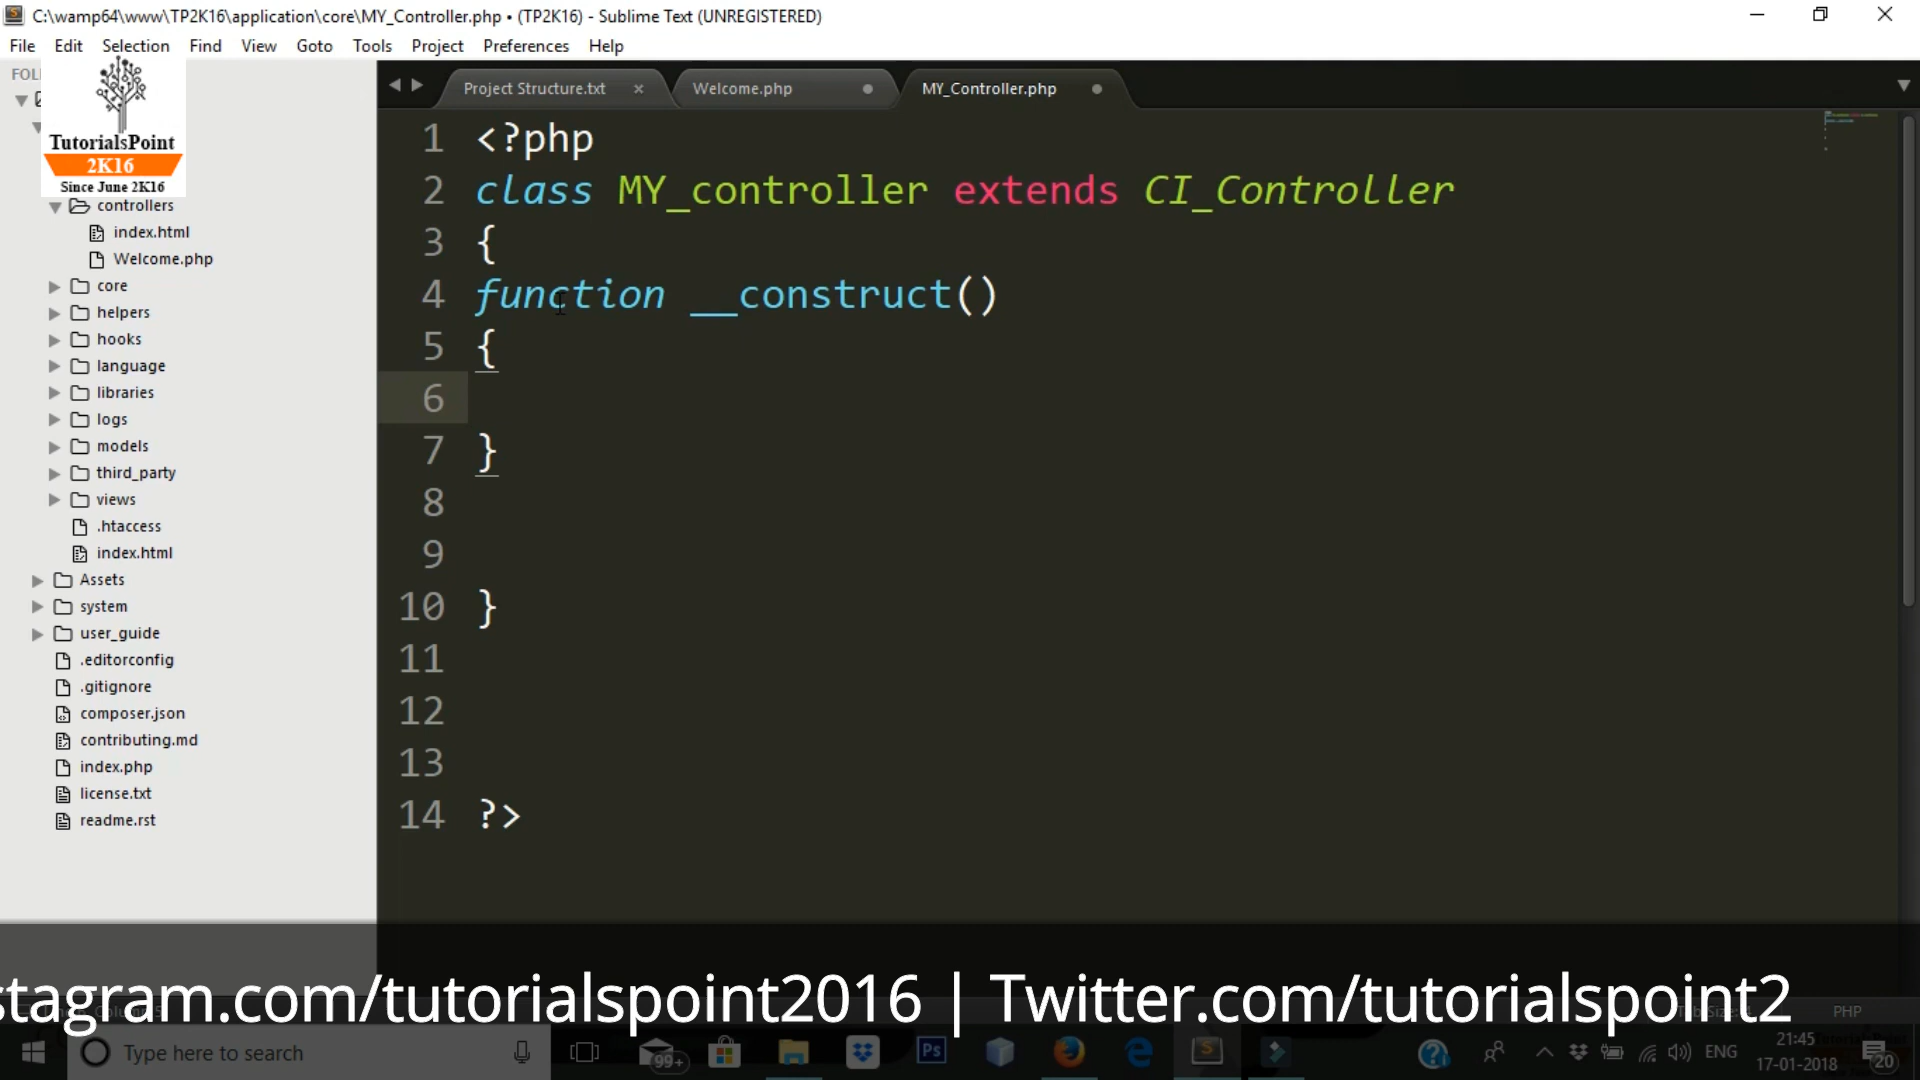 C:\wamp64\www\TP2K16\application\core\MY_Controller.php • (TP2K16) - Sublime Text (UNREGISTERED)
File Edit Selection Find View Goto Tools Project Preferences Help
TutorialsPoint
2K16
Since June 2K16
controllers
index.html
Welcome.php
core
helpers
hooks
language
libraries
logs
models
third_party
views
.htaccess
index.html
Assets
system
user_guide
.editorconfig
.gitignore
composer.json
contributing.md
index.php
license.txt
readme.rst
Project Structure.txt × Welcome.php MY_Controller.php
1 <?php
2 class MY_controller extends CI_Controller
3 {
4 function __construct()
5 {
6
7 }
8
9
10 }
11
12
13
14 ?>
stagram.com/tutorialspoint2016 | Twitter.com/tutorialspoint2
PHP
Type here to search
99+
Ps
ENG
21:45
17-01-2018
20